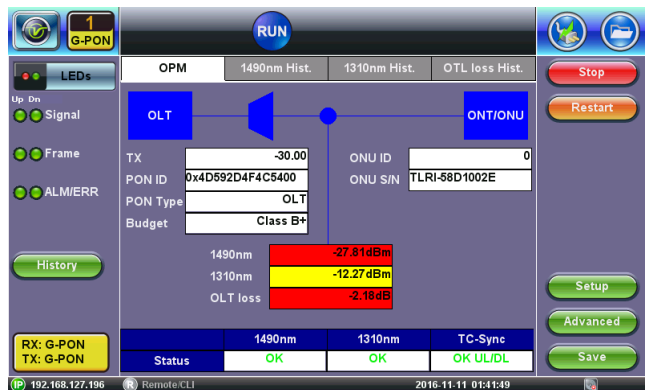 1
G-PON
RUN
LEDs
Up Dn
Signal
Frame
ALM/ERR
History
RX: G-PON
TX: G-PON
OPM
1490nm Hist.
1310nm Hist.
OTL loss Hist.
OLT
ONT/ONU
TX
-30.00
ONU ID
0
PON ID
0x4D592D4F4C5400
ONU S/N
TLRI-58D1002E
PON Type
OLT
Budget
Class B+
1490nm
-27.81dBm
1310nm
-12.27dBm
OLT loss
-2.18dB
1490nm
1310nm
TC-Sync
Status
OK
OK
OK UL/DL
Stop
Restart
Setup
Advanced
Save
IP
192.168.127.196
R
Remote/CLI
2016-11-11 01:41:49